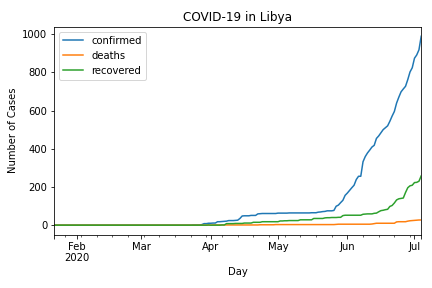 COVID-19 in Libya
confirmed
deaths
recovered
Number of Cases
1000
800
600
400
200
0
Feb Mar Apr May Jun Jul
2020
Day